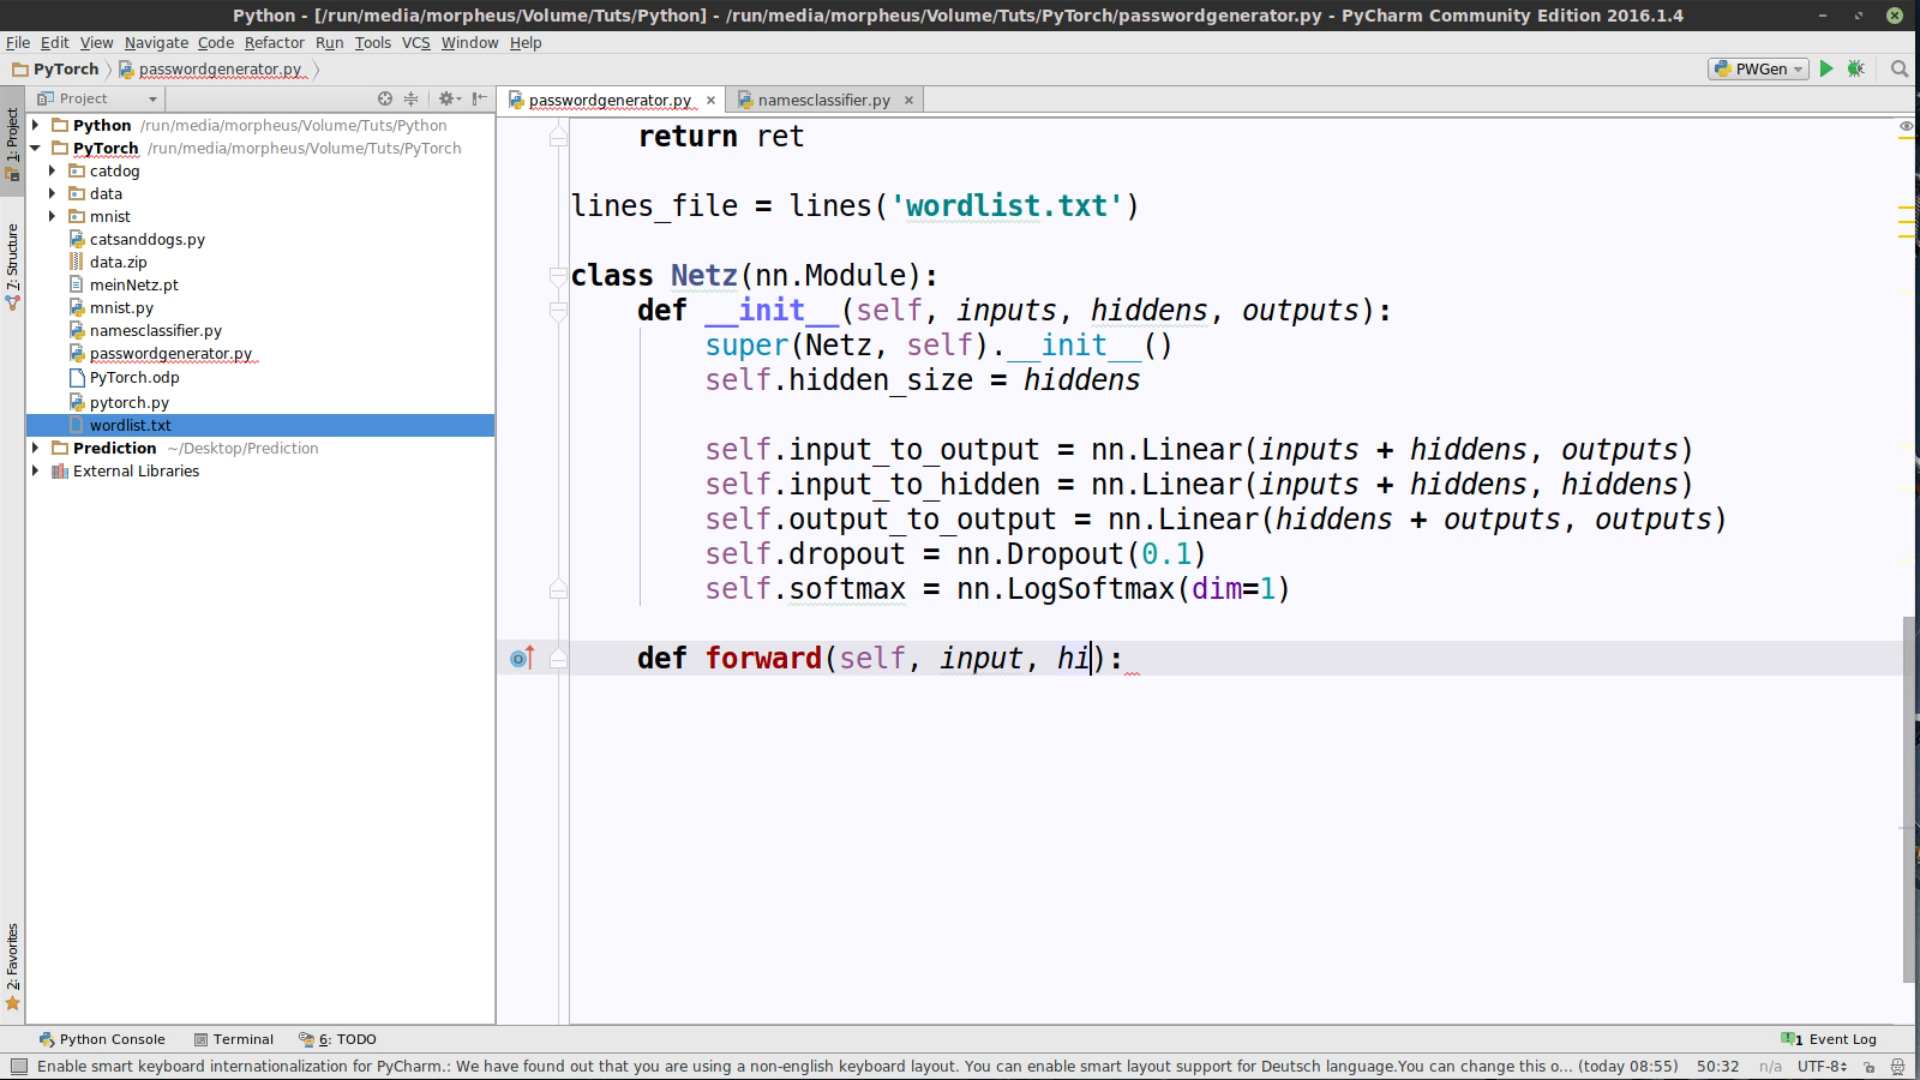 Python - [/run/media/morpheus/Volume/Tuts/Python] - /run/media/morpheus/Volume/Tuts/PyTorch/passwordgenerator.py - PyCharm Community Edition 2016.1.4
File Edit View Navigate Code Refactor Run Tools VCS Window Help
PyTorch passwordgenerator.py PWGen
Project passwordgenerator.py namesclassifier.py
1: Project
7: Structure
2: Favorites
Python /run/media/morpheus/Volume/Tuts/Python
PyTorch /run/media/morpheus/Volume/Tuts/PyTorch
catdog
data
mnist
catsanddogs.py
data.zip
meinNetz.pt
mnist.py
namesclassifier.py
passwordgenerator.py
PyTorch.odp
pytorch.py
wordlist.txt
Prediction ~/Desktop/Prediction
External Libraries
return ret
lines_file = lines('wordlist.txt')
class Netz(nn.Module):
def __init__(self, inputs, hiddens, outputs):
super(Netz, self).__init__()
self.hidden_size = hiddens
self.input_to_output = nn.Linear(inputs + hiddens, outputs)
self.input_to_hidden = nn.Linear(inputs + hiddens, hiddens)
self.output_to_output = nn.Linear(hiddens + outputs, outputs)
self.dropout = nn.Dropout(0.1)
self.softmax = nn.LogSoftmax(dim=1)
def forward(self, input, hi):
Python Console Terminal 6: TODO 1 Event Log
Enable smart keyboard internationalization for PyCharm.: We have found out that you are using a non-english keyboard layout. You can enable smart layout support for Deutsch language.You can change this o... (today 08:55) 50:32 n/a UTF-8